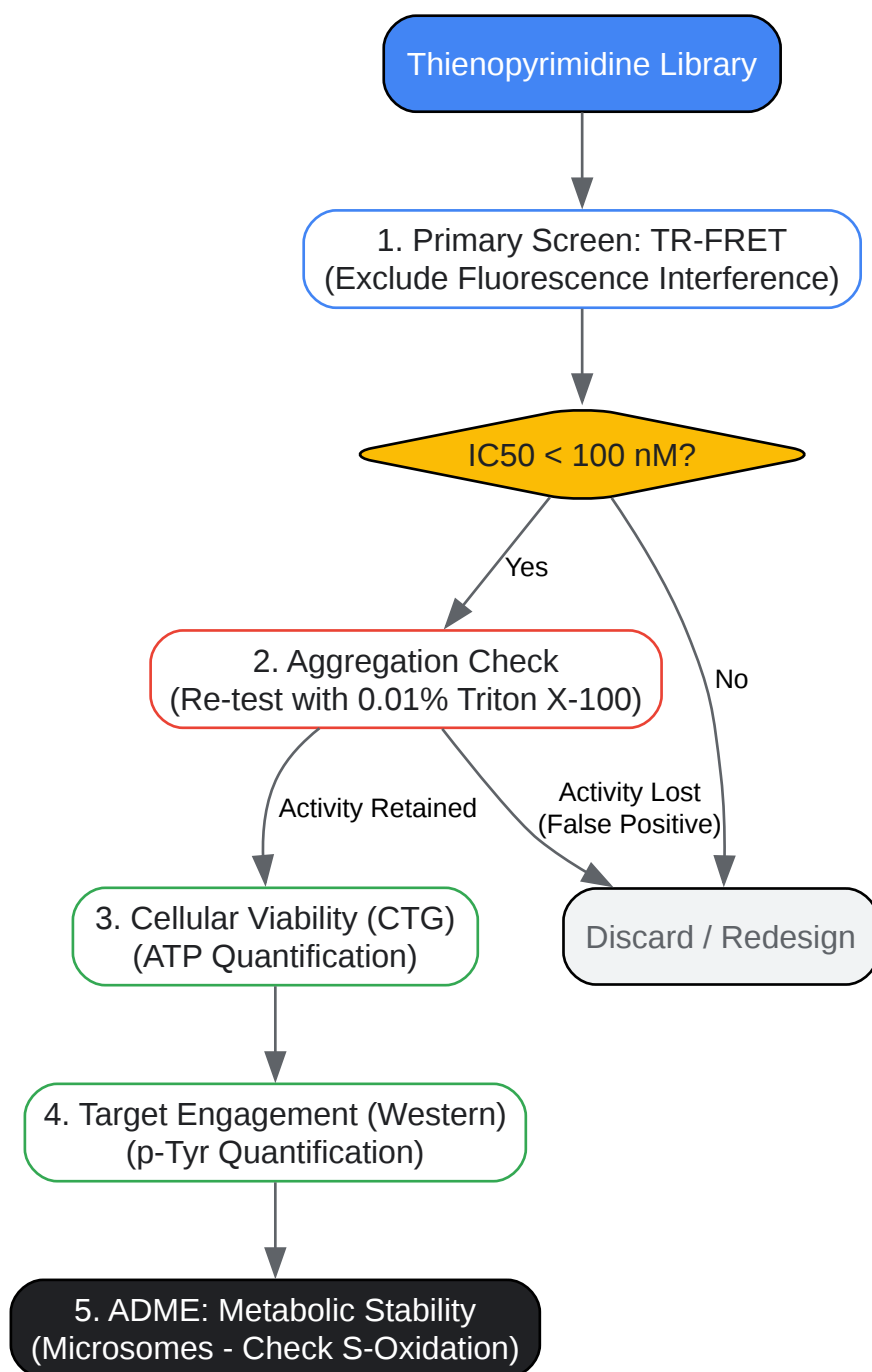 Thienopyrimidine Library
1. Primary Screen: TR-FRET
(Exclude Fluorescence Interference)
IC50 < 100 nM?
Yes
No
2. Aggregation Check
(Re-test with 0.01% Triton X-100)
Activity Retained
Activity Lost
(False Positive)
3. Cellular Viability (CTG)
(ATP Quantification)
Discard / Redesign
4. Target Engagement (Western)
(p-Tyr Quantification)
5. ADME: Metabolic Stability
(Microsomes - Check S-Oxidation)